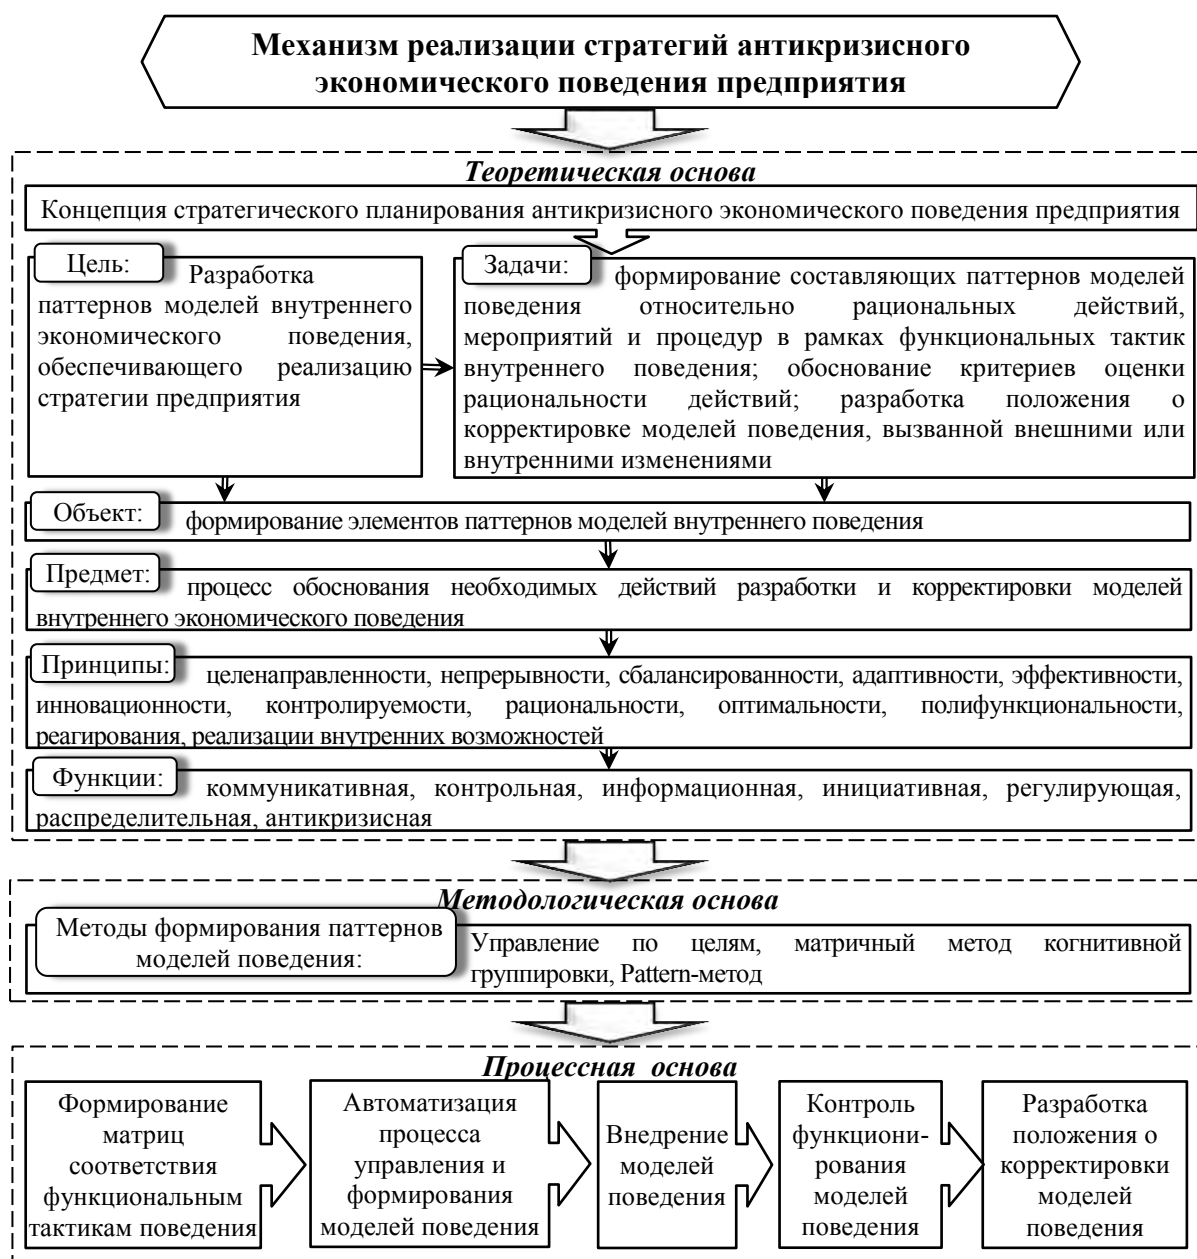 Механизм реализации стратегий антикризисного
экономического поведения предприятия
Теоретическая основа
Концепция стратегического планирования антикризисного экономического поведения предприятия
Цель:
Разработка
паттернов моделей внутреннего
экономического поведения,
обеспечивающего реализацию
стратегии предприятия
Задачи:
формирование составляющих паттернов моделей
поведения относительно рациональных действий,
мероприятий и процедур в рамках функциональных тактик
внутреннего поведения; обоснование критериев оценки
рациональности действий; разработка положения о
корректировке моделей поведения, вызванной внешними или
внутренними изменениями
Объект:
формирование элементов паттернов моделей внутреннего поведения
Предмет:
процесс обоснования необходимых действий разработки и корректировки моделей
внутреннего экономического поведения
Принципы:
целенаправленности, непрерывности, сбалансированности, адаптивности, эффективности,
инновационности, контролируемости, рациональности, оптимальности, полифункциональности,
реагирования, реализации внутренних возможностей
Функции:
коммуникативная, контрольная, информационная, инициативная, регулирующая,
распределительная, антикризисная
Методологическая основа
Методы формирования паттернов
моделей поведения:
Управление по целям, матричный метод когнитивной
группировки, Pattern-метод
Процессная основа
Формирование
матриц
соответствия
функциональным
тактикам поведения
Автоматизация
процесса
управления и
формирования
моделей поведения
Внедрение
моделей
поведения
Контроль
функциони-
рования
моделей
поведения
Разработка
положения о
корректировки
моделей
поведения